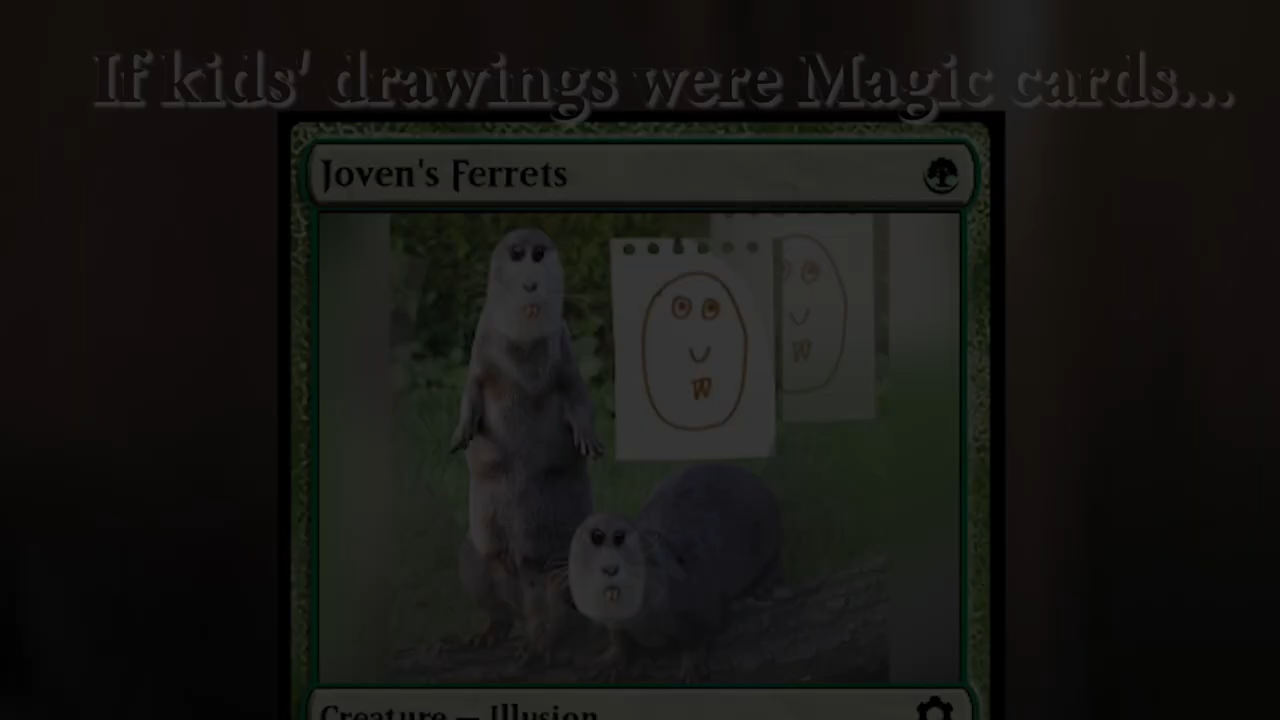 If kids' drawings were Magic cards...
Joven's Ferrets
Creature — Illusion